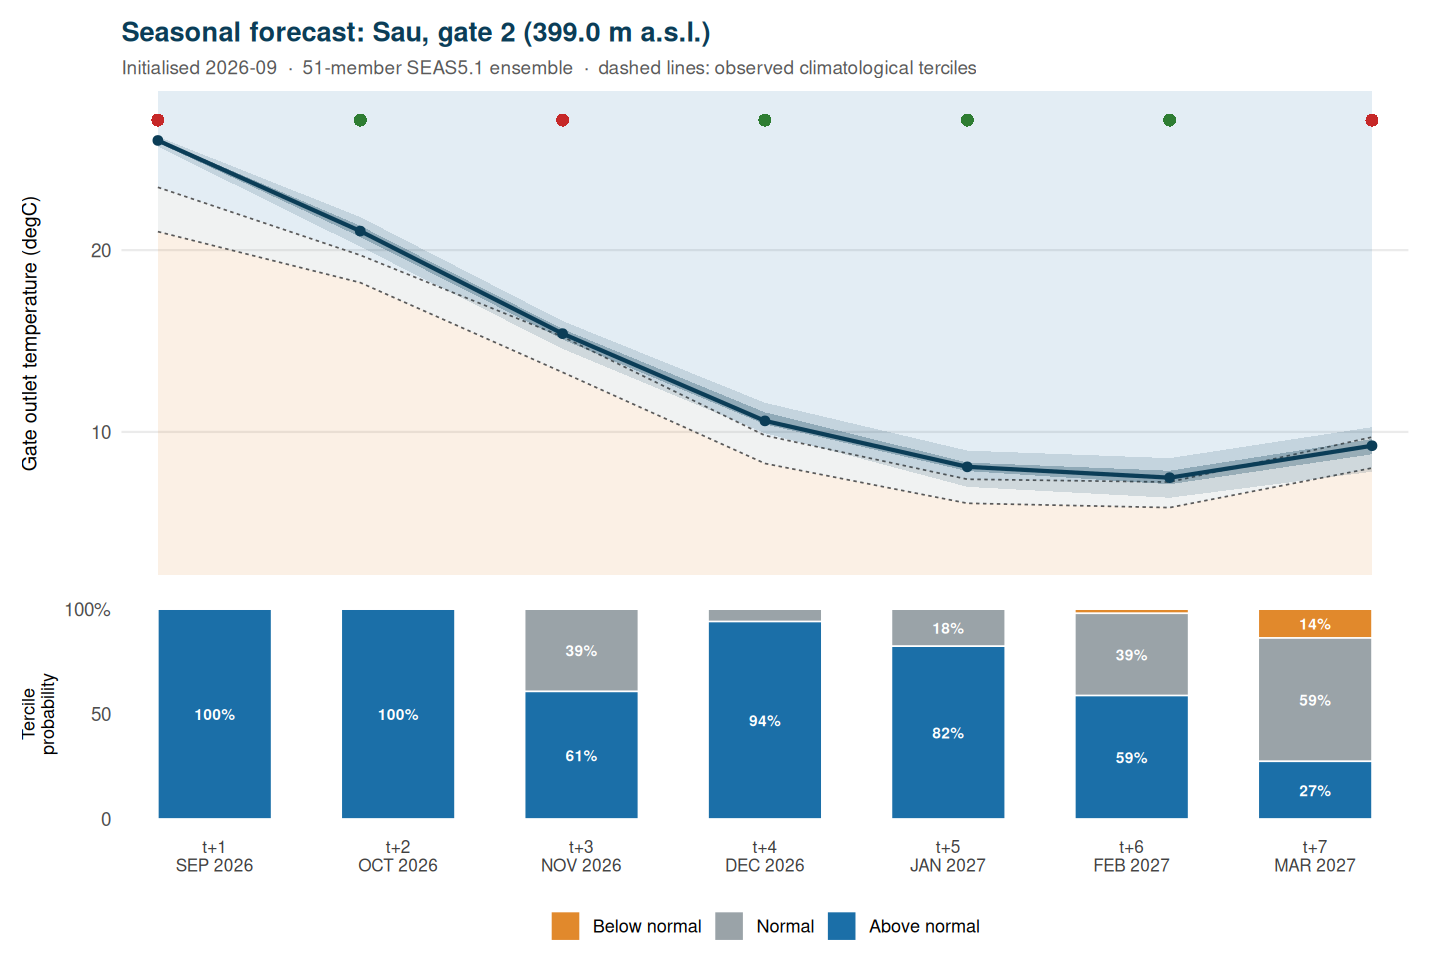 Seasonal forecast: Sau, gate 2 (399.0 m a.s.l.)
Initialised 2026-09 · 51-member SEAS5.1 ensemble · dashed lines: observed climatological terciles
Gate outlet temperature (degC)
20
10
Tercile
probability
100%
50
0
100%
100%
39%
61%
94%
18%
82%
39%
59%
14%
59%
27%
t+1
SEP 2026
t+2
OCT 2026
t+3
NOV 2026
t+4
DEC 2026
t+5
JAN 2027
t+6
FEB 2027
t+7
MAR 2027
Below normal
Normal
Above normal